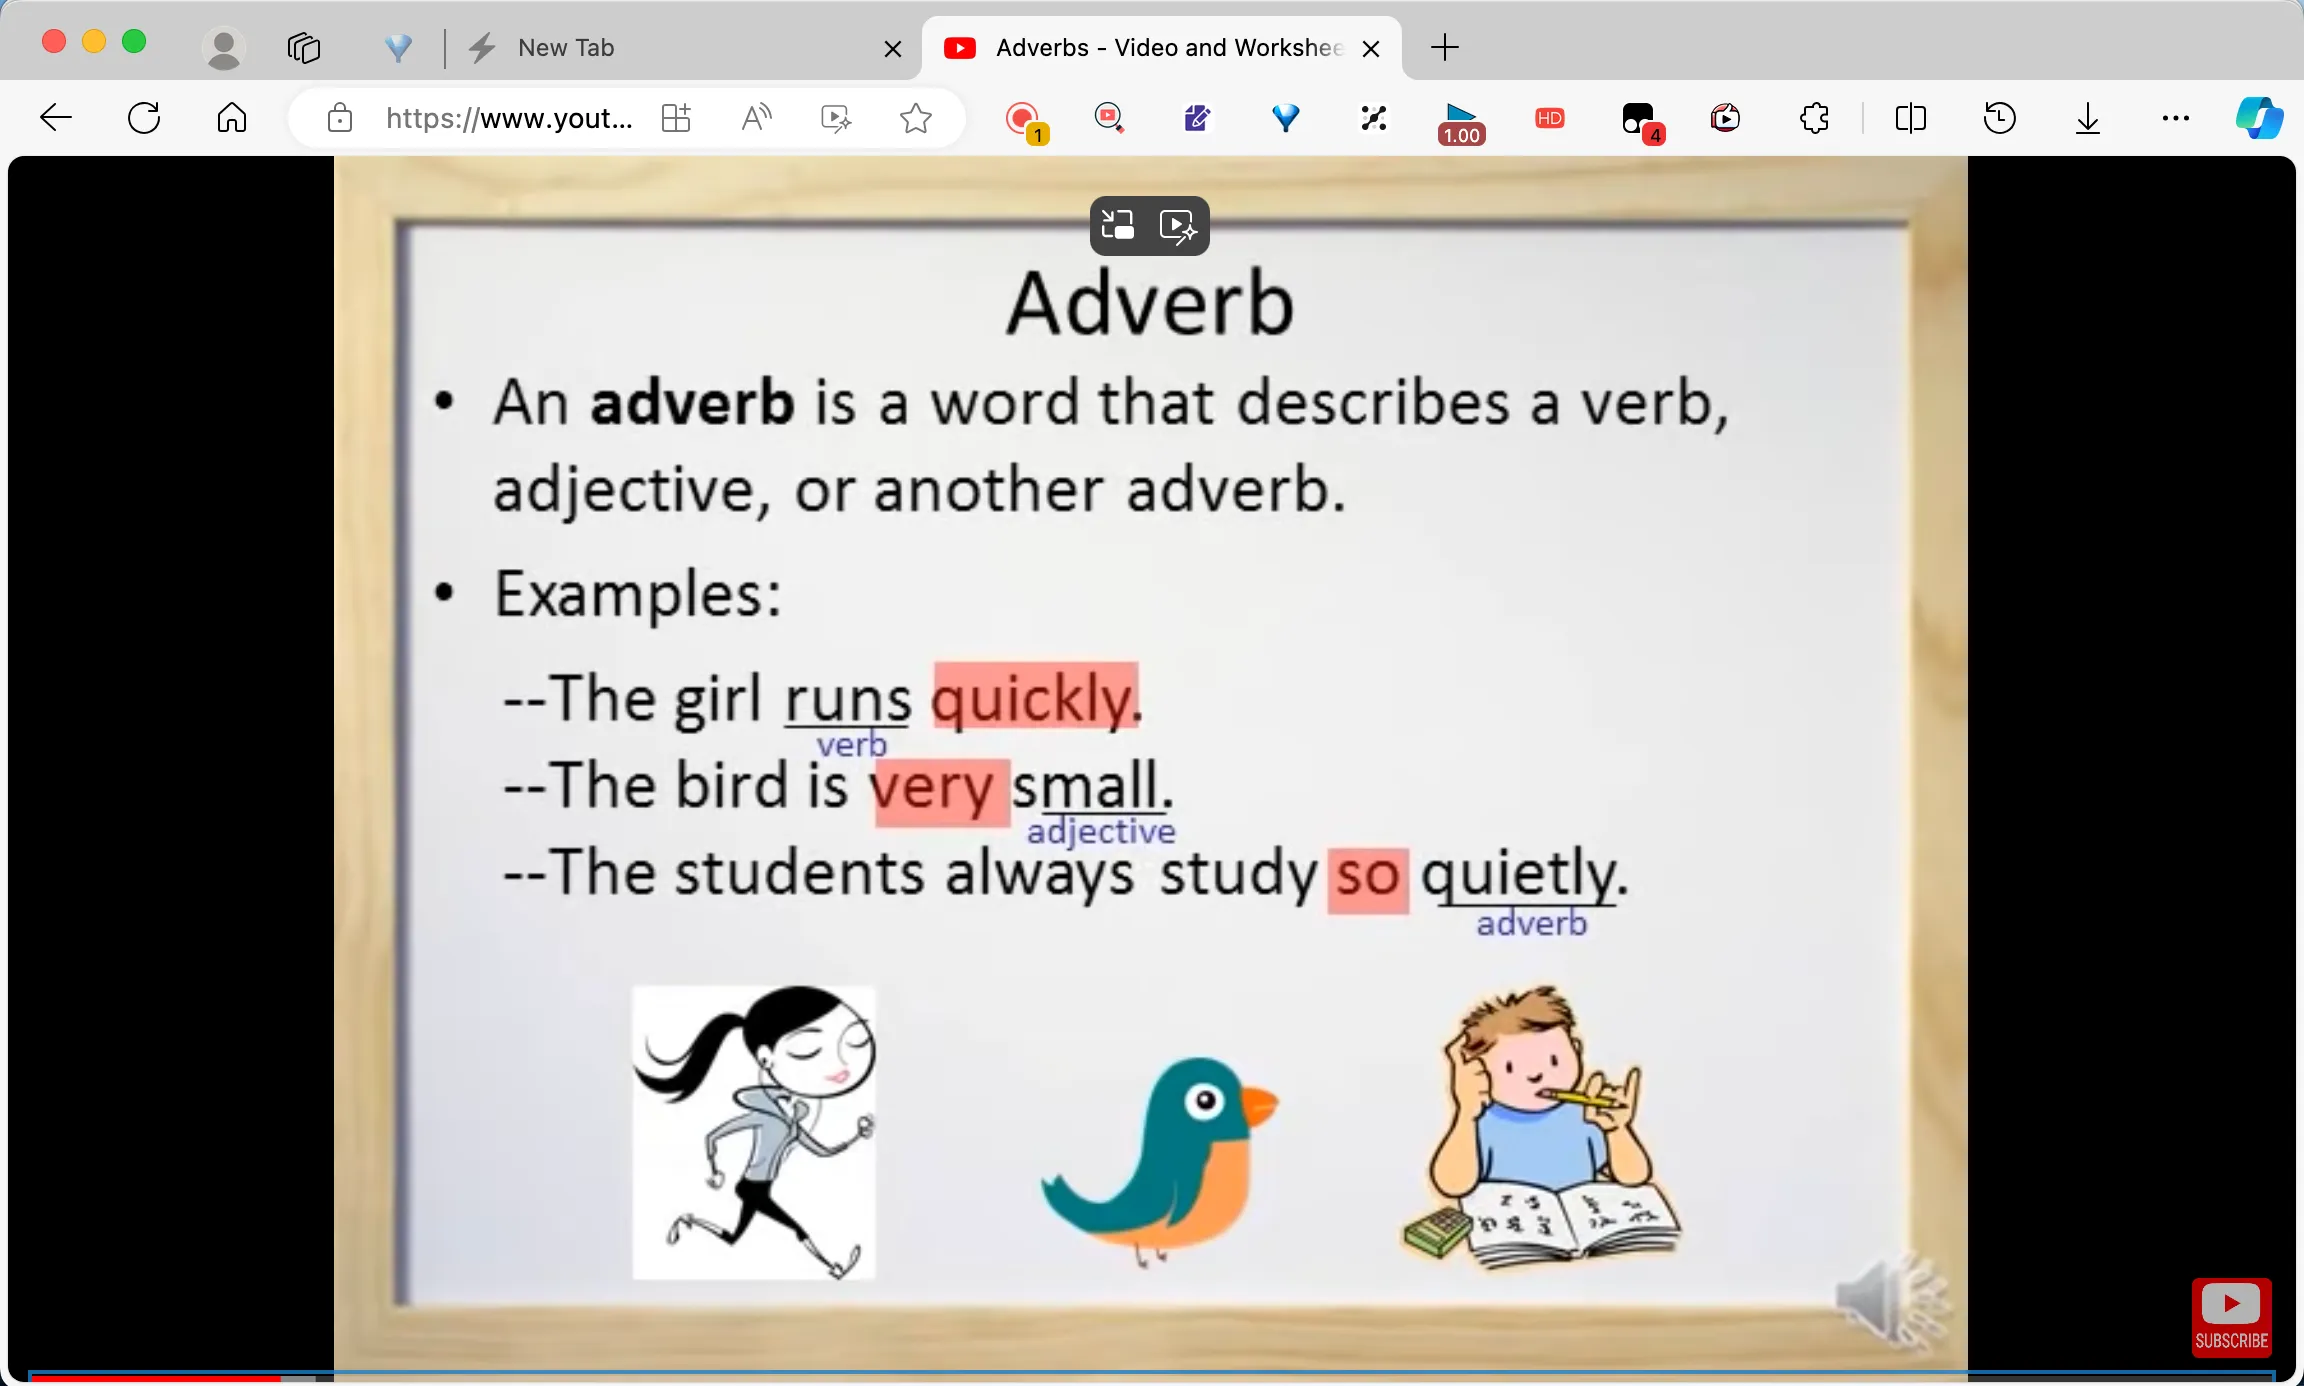 New Tab
Adverbs - Video and Workshee
https://www.yout...
1
1.00
HD
4
Adverb
• An adverb is a word that describes a verb,
adjective, or another adverb.
• Examples:
--The girl runs quickly.
verb
--The bird is very small.
adjective
--The students always study so quietly.
adverb
SUBSCRIBE